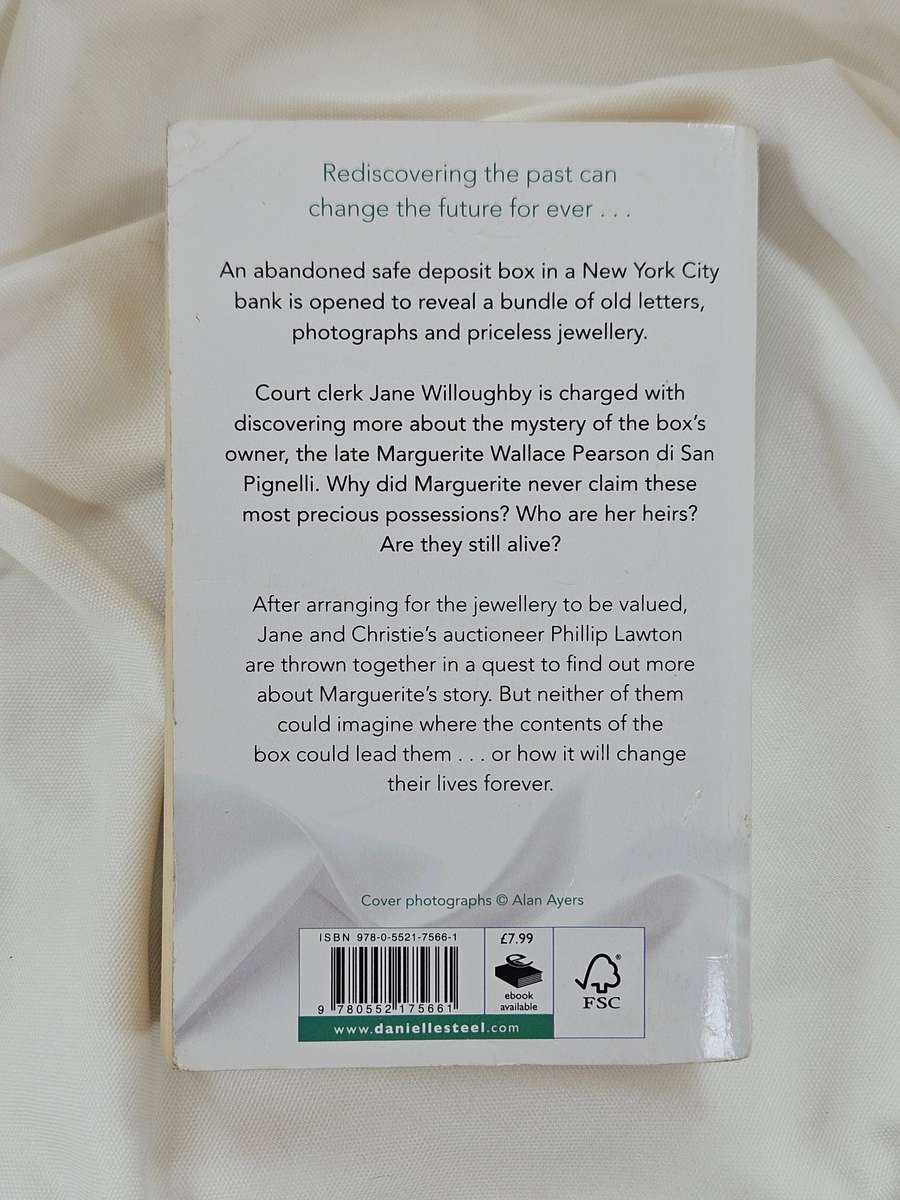 Rediscovering the past can
change the future for ever . . .
An abandoned safe deposit box in a New York City
bank is opened to reveal a bundle of old letters,
photographs and priceless jewellery.
Court clerk Jane Willoughby is charged with
discovering more about the mystery of the box's
owner, the late Marguerite Wallace Pearson di San
Pignelli. Why did Marguerite never claim these
most precious possessions? Who are her heirs?
Are they still alive?
After arranging for the jewellery to be valued,
Jane and Christie's auctioneer Phillip Lawton
are thrown together in a quest to find out more
about Marguerite's story. But neither of them
could imagine where the contents of the
box could lead them . . . or how it will change
their lives forever.
Cover photographs © Alan Ayers
ISBN 978-0-5521-7566-1
9 780552 175661
£7.99
e
ebook
available
®
FSC
www.daniellesteel.com